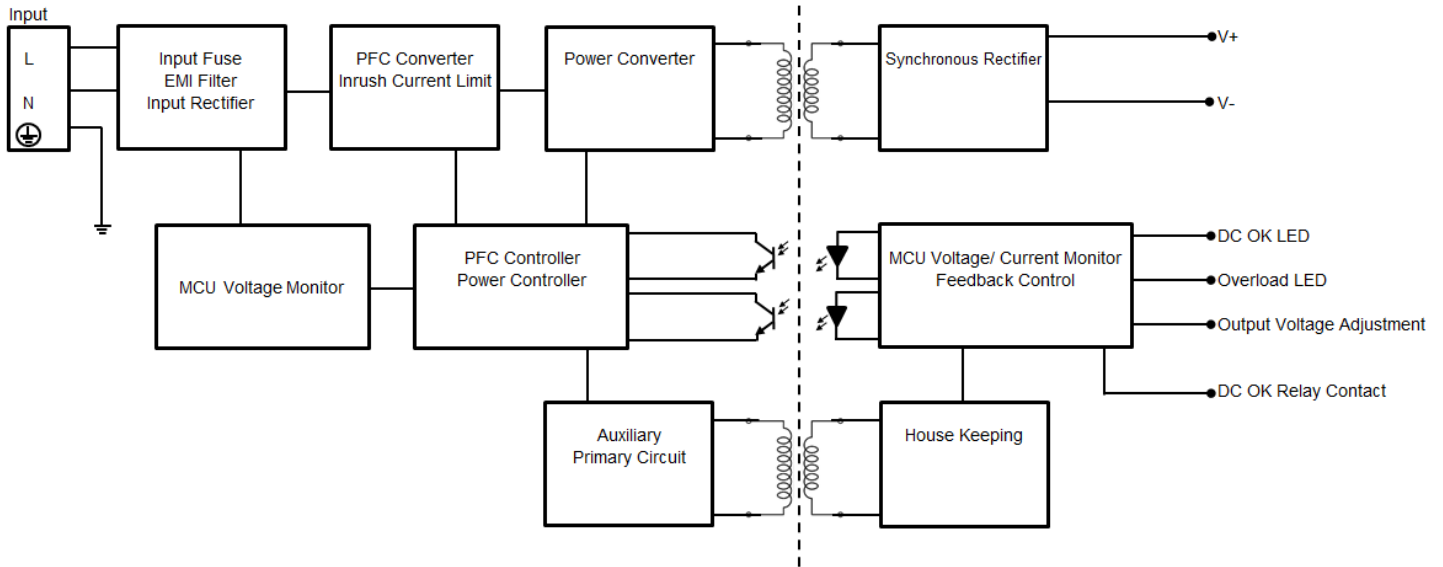 Input
L
N
Input Fuse
EMI Filter
Input Rectifier
PFC Converter
Inrush Current Limit
Power Converter
Synchronous Rectifier
V+
V-
MCU Voltage Monitor
PFC Controller
Power Controller
MCU Voltage/ Current Monitor
Feedback Control
DC OK LED
Overload LED
Output Voltage Adjustment
DC OK Relay Contact
Auxiliary
Primary Circuit
House Keeping